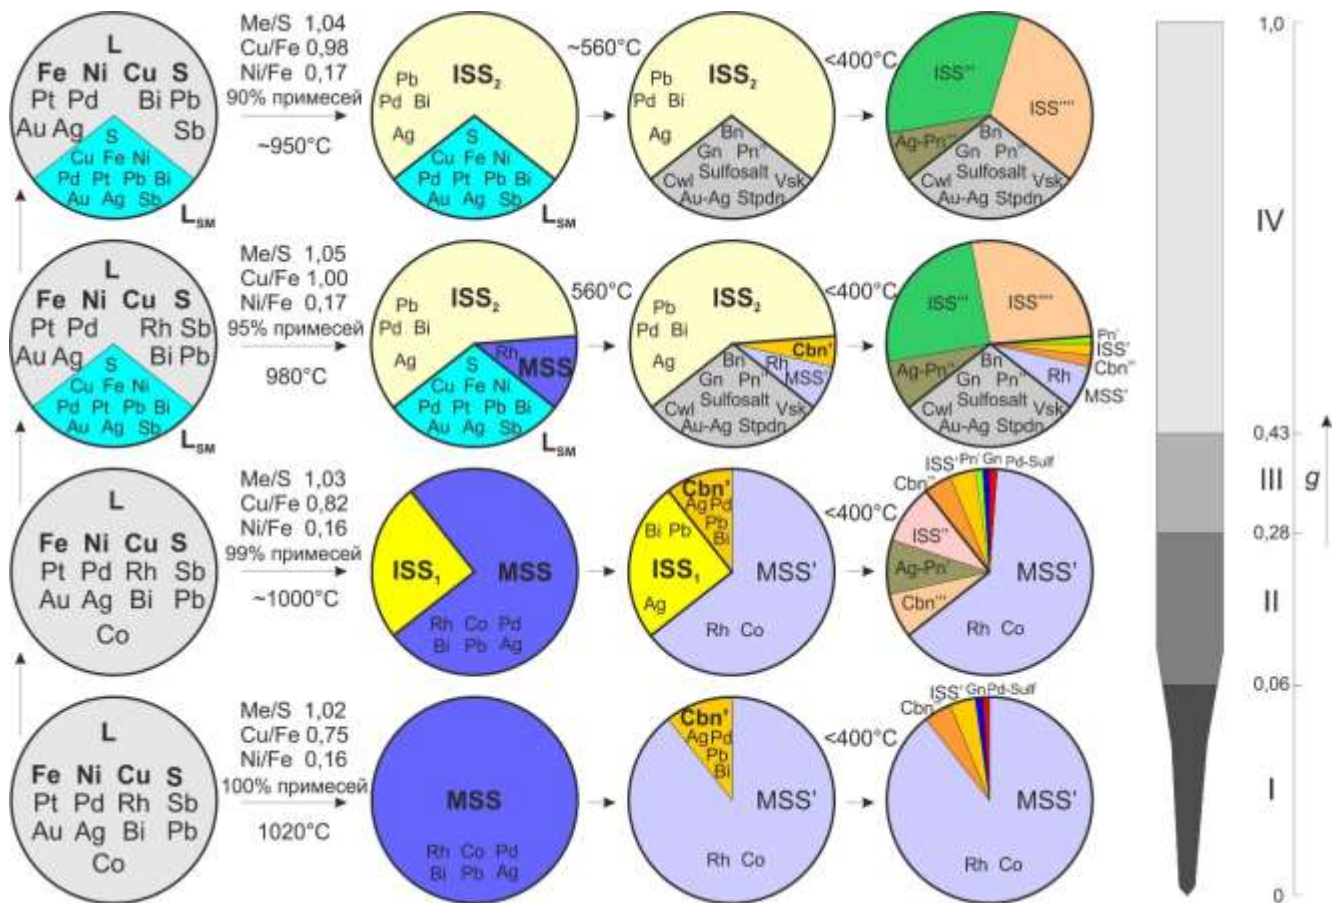 L
Fe Ni Cu S
Pt Pd Bi Pb
Au Ag Sb
S
Cu Fe Ni
Pd Pt Pb Bi
Au Ag Sb
L SM
Me/S 1,04
Cu/Fe 0,98
Ni/Fe 0,17
90% примесей
~950°C
ISS2
Pb
Pd Bi
Ag
S
Cu Fe Ni
Pd Pt Pb Bi
Au Ag Sb
L SM
~560°C
ISS2
Pb
Pd Bi
Ag
Bn
Gn Pn"
Sulfosalt
Cwl Vsk
Au-Ag Stpdn
<400°C
ISS'''
ISS''''
Ag-Pn'''
Bn
Gn Pn"
Sulfosalt
Cwl Vsk
Au-Ag Stpdn
L
Fe Ni Cu S
Pt Pd Rh Sb
Au Ag Bi Pb
S
Cu Fe Ni
Pd Pt Pb Bi
Au Ag Sb
L SM
Me/S 1,05
Cu/Fe 1,00
Ni/Fe 0,17
95% примесей
980°C
ISS2
Pb
Pd Bi
Ag
Rh MSS
S
Cu Fe Ni
Pd Pt Pb Bi
Au Ag Sb
L SM
560°C
ISS2
Pb
Pd Bi
Ag
Cbn'
Rh
MSS'
Bn
Gn Pn"
Sulfosalt
Cwl Vsk
Au-Ag Stpdn
<400°C
ISS'''
ISS''''
Pn'
ISS'
Cbn"
Rh
MSS'
Ag-Pn"
Bn
Gn Pn"
Sulfosalt
Cwl Vsk
Au-Ag Stpdn
L
Fe Ni Cu S
Pt Pd Rh Sb
Au Ag Bi Pb
Co
Me/S 1,03
Cu/Fe 0,82
Ni/Fe 0,16
99% примесей
~1000°C
ISS1
MSS
Rh Co Pd
Bi Pb Ag
Cbn'
Ag Pd
Pb
Bi
Bi Pb
ISS1
Ag
MSS'
Rh Co
<400°C
ISS' Pn' Gn Pd-Sulf
Cbn"
ISS"
Ag-Pn'
Cbn'''
MSS'
Rh Co
L
Fe Ni Cu S
Pt Pd Rh Sb
Au Ag Bi Pb
Co
Me/S 1,02
Cu/Fe 0,75
Ni/Fe 0,16
100% примесей
1020°C
MSS
Rh Co Pd
Bi Pb Ag
Cbn'
Ag Pd
Pb
Bi
MSS'
Rh Co
<400°C
ISS' Gn Pd-Sulf
Cbn"
MSS'
Rh Co
1,0
IV
0,43
III
g
0,28
II
0,06
I
0